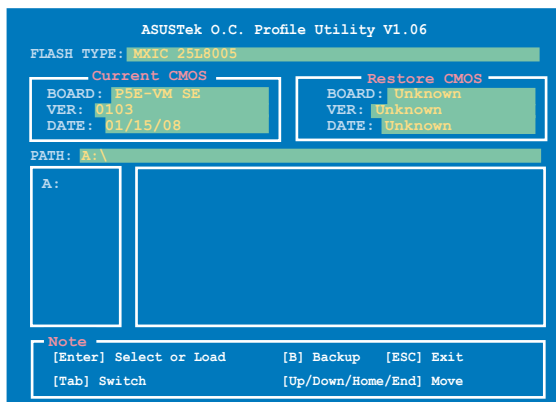 ASUSTek O.C. Profile Utility V1.06
FLASH TYPE: MXIC 25L8005
Current CMOS
BOARD: P5E-VM SE
VER: 0103
DATE: 01/15/08
Restore CMOS
BOARD: Unknown
VER: Unknown
DATE: Unknown
PATH: A:\
A:
Note
[Enter] Select or Load [B] Backup [ESC] Exit
[Tab] Switch [Up/Down/Home/End] Move